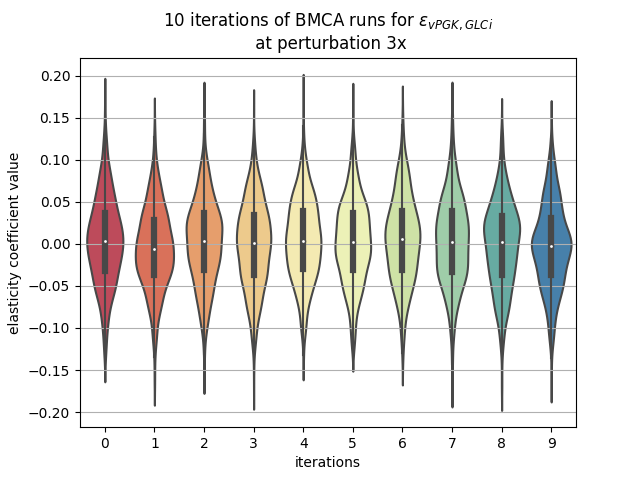 10 iterations of BMCA runs for ε_{vPGK, GLCi}
at perturbation 3x
elasticity coefficient value
0.20
0.15
0.10
0.05
0.00
−0.05
−0.10
−0.15
−0.20
0 1 2 3 4 5 6 7 8 9
iterations